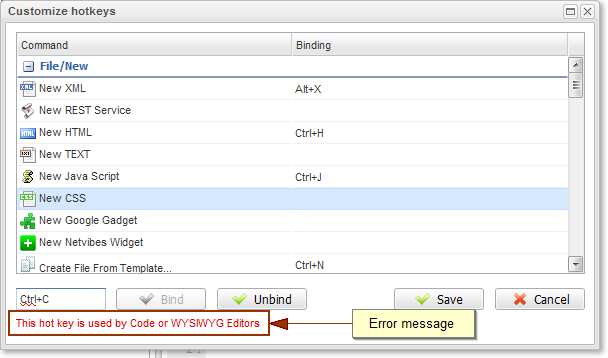 Customize hotkeys
Command Binding
File/New
New XML Alt+X
New REST Service
New HTML Ctrl+H
New TEXT
New Java Script Ctrl+J
New CSS
New Google Gadget
New Netvibes Widget
Create File From Template... Ctrl+N
Ctrl+C Bind Unbind Save Cancel
This hot key is used by Code or WYSIWYG Editors
Error message